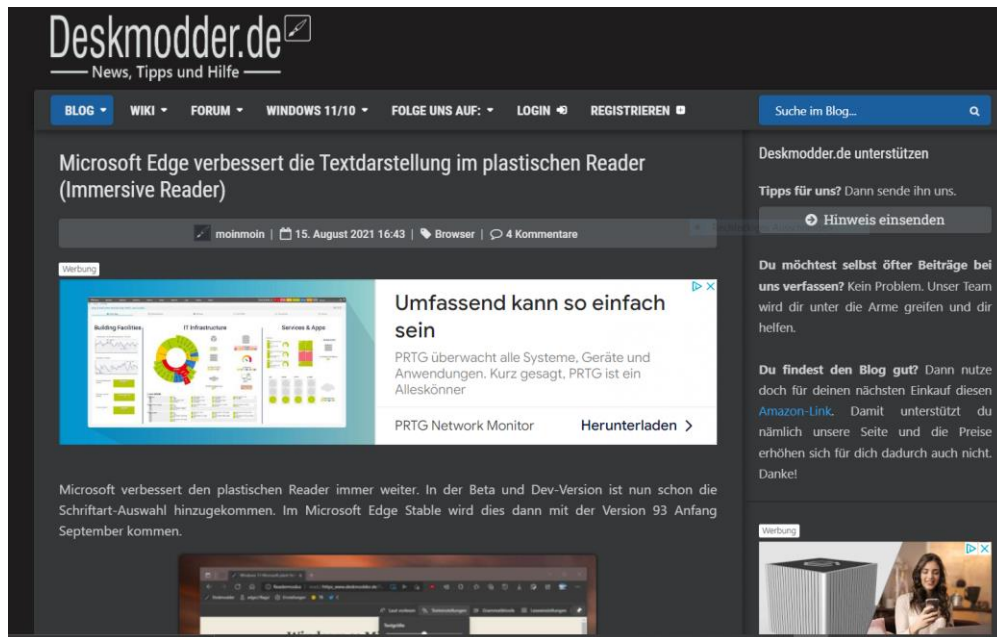 Deskmodder.de
News, Tipps und Hilfe
BLOG WIKI FORUM WINDOWS 11/10 FOLGE UNS AUF: LOGIN REGISTRIEREN
Suche im Blog...
Microsoft Edge verbessert die Textdarstellung im plastischen Reader
(Immersive Reader)
moinmoin | 15. August 2021 16:43 | Browser | 4 Kommentare
Werbung
Building Facilities IT Infrastructure Services & Apps
Umfassend kann so einfach
sein
PRTG überwacht alle Systeme, Geräte und
Anwendungen. Kurz gesagt, PRTG ist ein
Alleskönner
PRTG Network Monitor Herunterladen
Microsoft verbessert den plastischen Reader immer weiter. In der Beta und Dev-Version ist nun schon die
Schriftart-Auswahl hinzugekommen. Im Microsoft Edge Stable wird dies dann mit der Version 93 Anfang
September kommen.
Deskmodder.de unterstützen
Tipps für uns? Dann sende ihn uns.
Hinweis einsenden
Du möchtest selbst öfter Beiträge bei
uns verfassen? Kein Problem. Unser Team
wird dir unter die Arme greifen und dir
helfen.
Du findest den Blog gut? Dann nutze
doch für deinen nächsten Einkauf diesen
Amazon-Link. Damit unterstützt du
nämlich unsere Seite und die Preise
erhöhen sich für dich dadurch auch nicht.
Danke!
Werbung